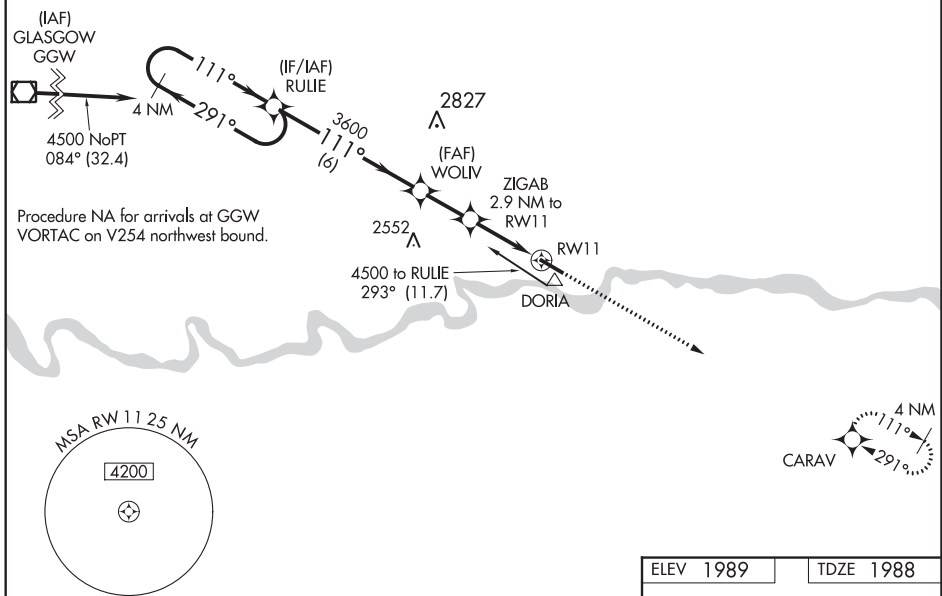 (IAF)
GLASGOW
GGW
4500 NoPT
084° (32.4)
4 NM
111°
291°
(IF/IAF)
RULIE
3600
111°
(6)
2827
(FAF)
WOLIV
ZIGAB
2.9 NM to
RW11
2552
RW11
4500 to RULIE
293° (11.7)
DORIA
Procedure NA for arrivals at GGW
VORTAC on V254 northwest bound.
MSA RW 11 25 NM
4200
4 NM
111°
291°
CARAV
ELEV 1989
TDZE 1988